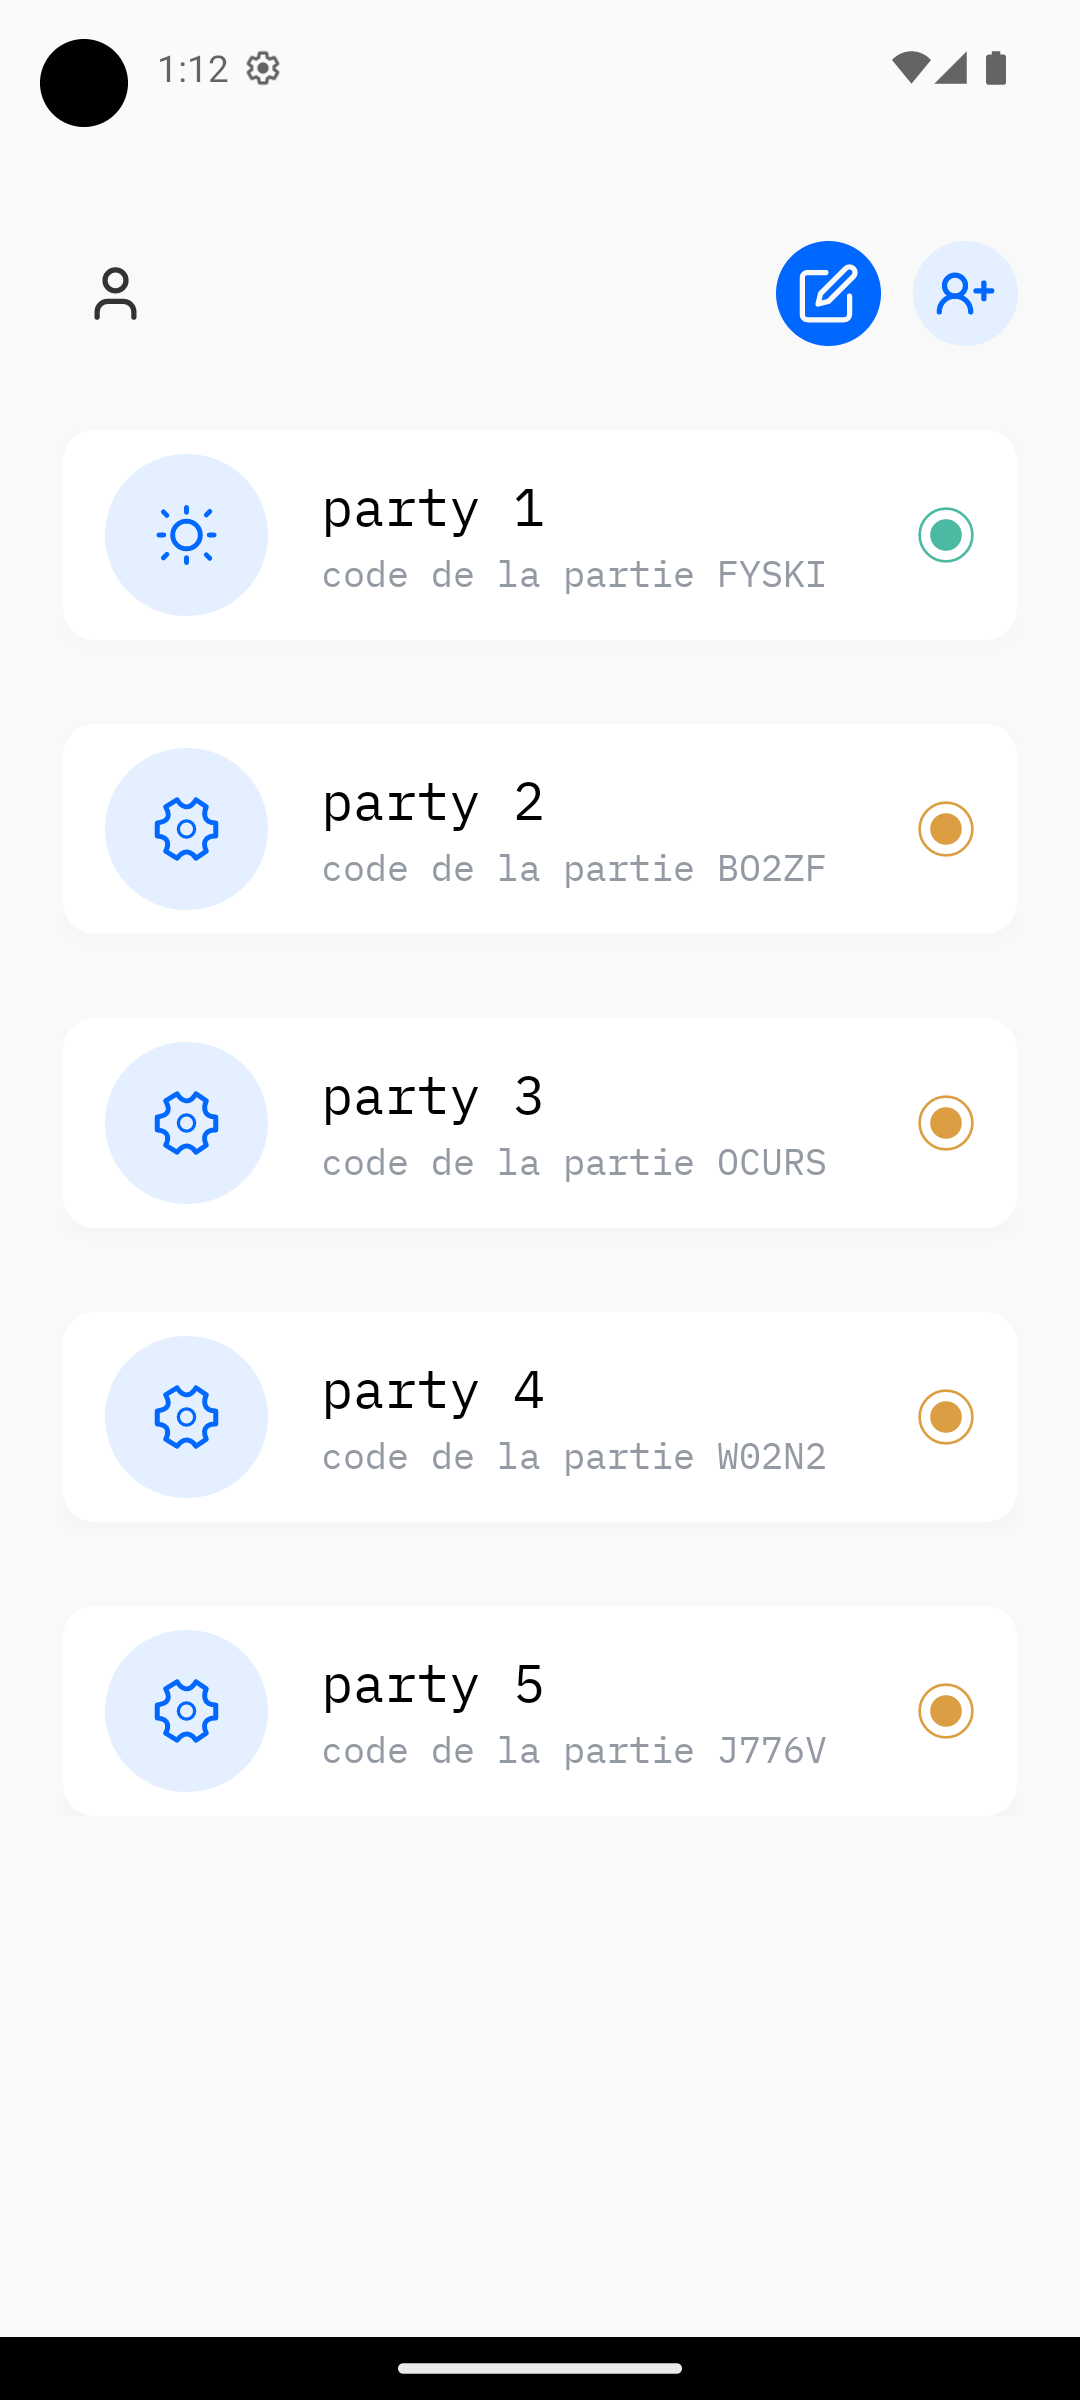 1:12
party 1
code de la partie FYSKI
party 2
code de la partie BO2ZF
party 3
code de la partie OCURS
party 4
code de la partie W02N2
party 5
code de la partie J776V